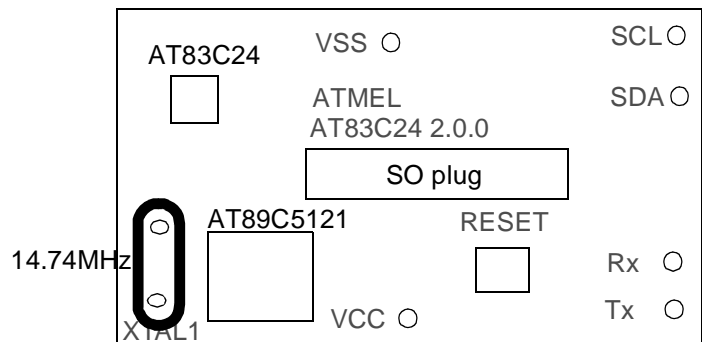 VSS
SCL
AT83C24
ATMEL
SDA
AT83C24 2.0.0
SO plug
AT89C5121
RESET
14.74MHz
Rx
Tx
VCC
XTAL1